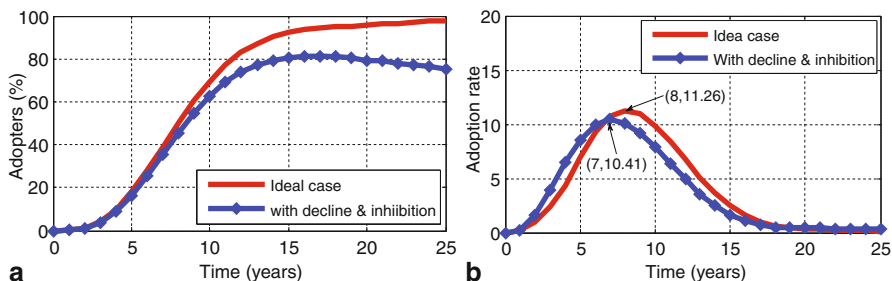 100
80
60
40
20
0
Adopters (%)
Ideal case
with decline & inhiibition
0 5 10 15 20 25
Time (years)
a
20
15
10
5
0
Adoption rate
Idea case
With decline & inhibition
(8,11.26)
(7,10.41)
0 5 10 15 20 25
Time (years)
b